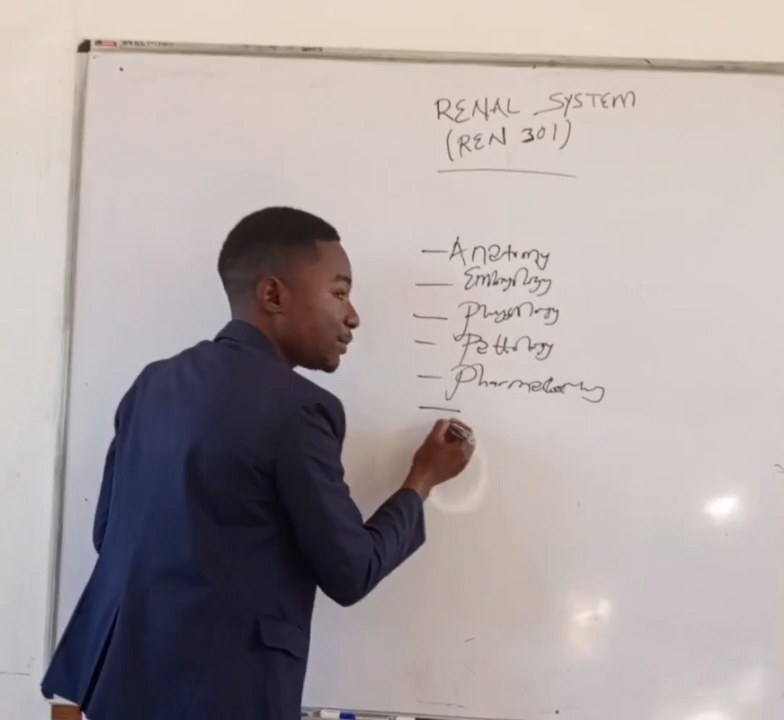 RENAL SYSTEM
(REN 301)
— Anatomy
— Embryology
— Physiology
— Pathology
— Pharmacology
—